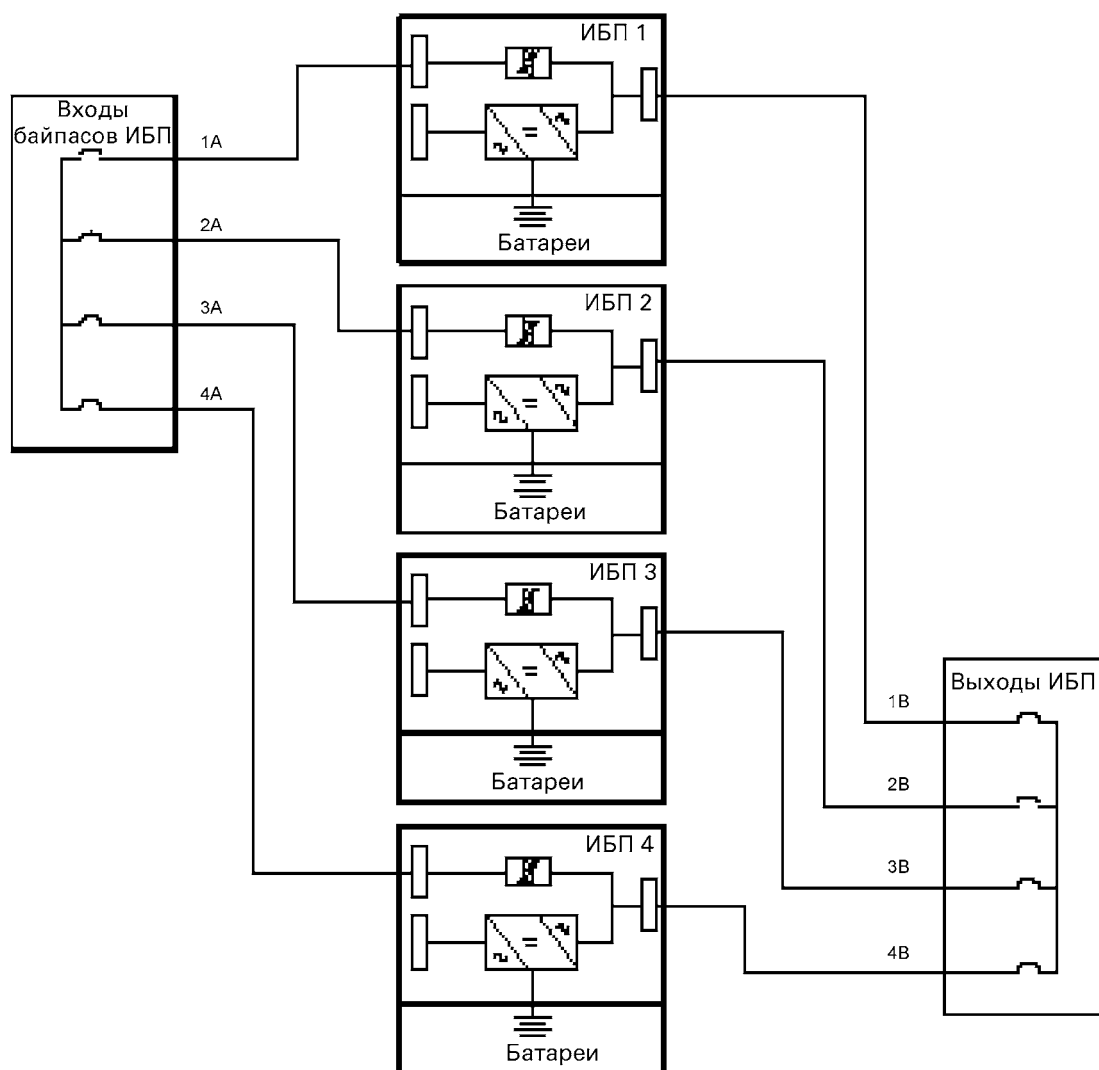 Входы
байпасов ИБП
1A
2A
3A
4A
ИБП 1
Батареи
ИБП 2
Батареи
ИБП 3
Батареи
ИБП 4
Батареи
Выходы ИБП
1B
2B
3B
4B